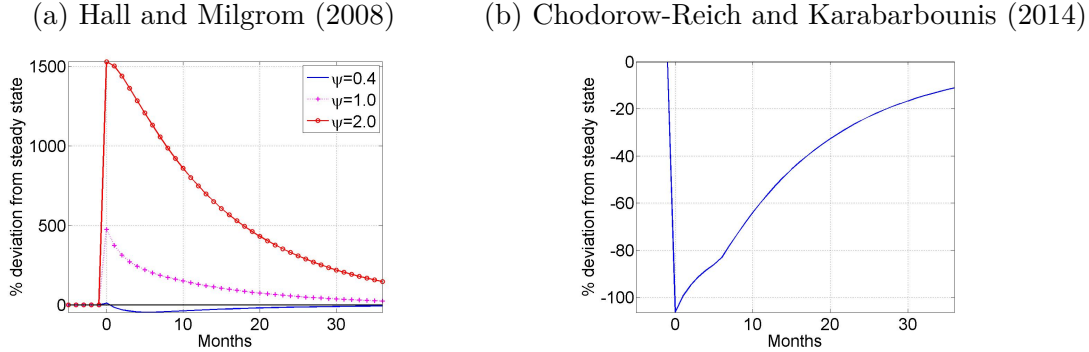 (a) Hall and Milgrom (2008)
% deviation from steady state
1500
1000
500
0
ψ=0.4
ψ=1.0
ψ=2.0
0 10 20 30
Months
(b) Chodorow-Reich and Karabarbounis (2014)
% deviation from steady state
0
-20
-40
-60
-80
-100
0 10 20 30
Months